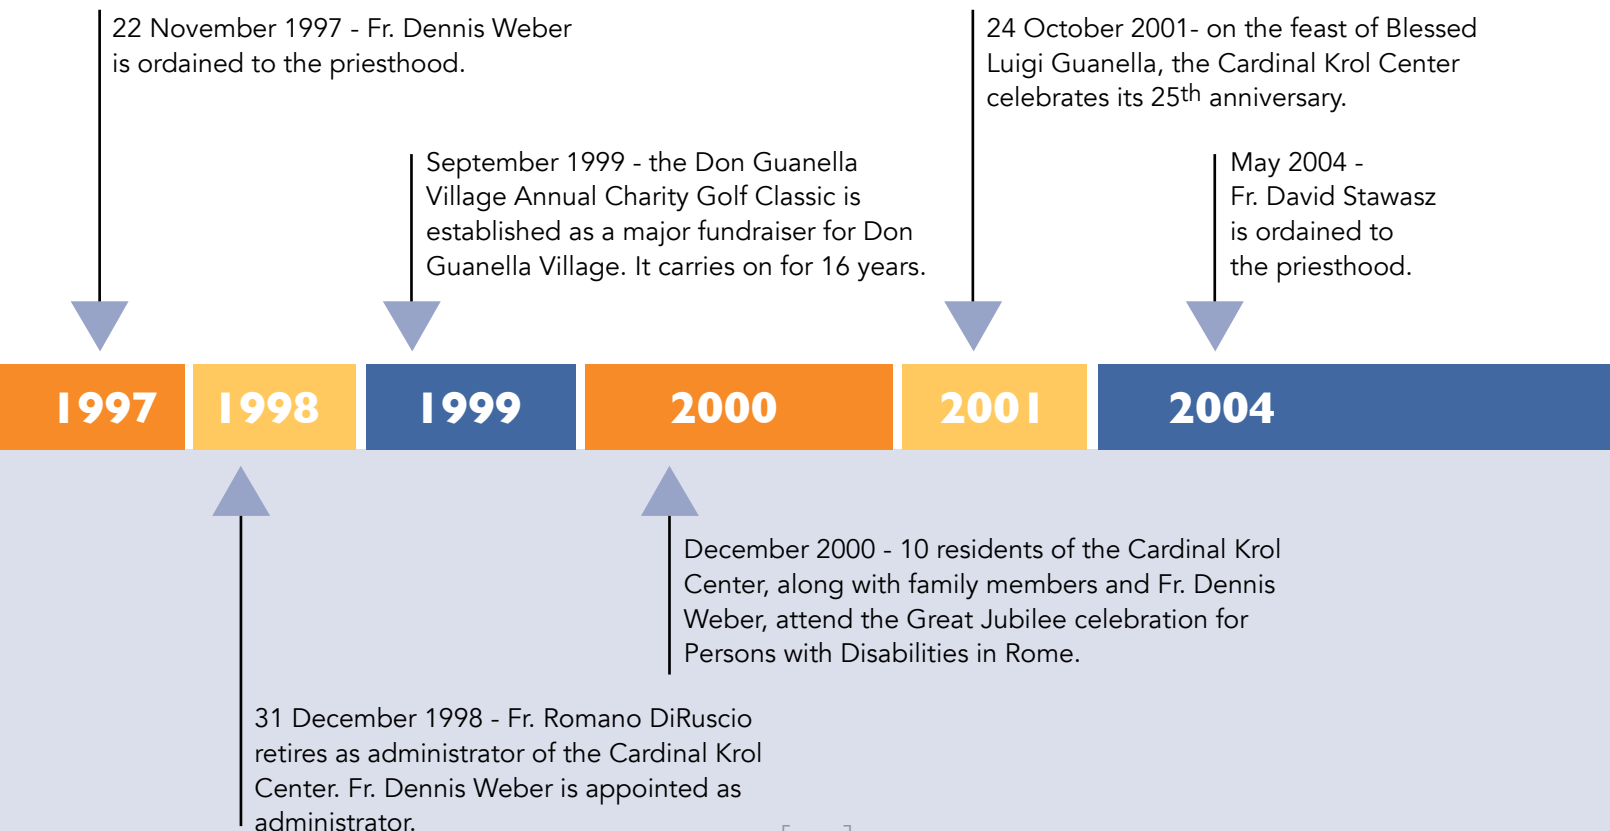 22 November 1997 - Fr. Dennis Weber
is ordained to the priesthood.
24 October 2001- on the feast of Blessed
Luigi Guanella, the Cardinal Krol Center
celebrates its 25th anniversary.
September 1999 - the Don Guanella
Village Annual Charity Golf Classic is
established as a major fundraiser for Don
Guanella Village. It carries on for 16 years.
May 2004 -
Fr. David Stawasz
is ordained to
the priesthood.
1997
1998
1999
2000
2001
2004
December 2000 - 10 residents of the Cardinal Krol
Center, along with family members and Fr. Dennis
Weber, attend the Great Jubilee celebration for
Persons with Disabilities in Rome.
31 December 1998 - Fr. Romano DiRuscio
retires as administrator of the Cardinal Krol
Center. Fr. Dennis Weber is appointed as
administrator.